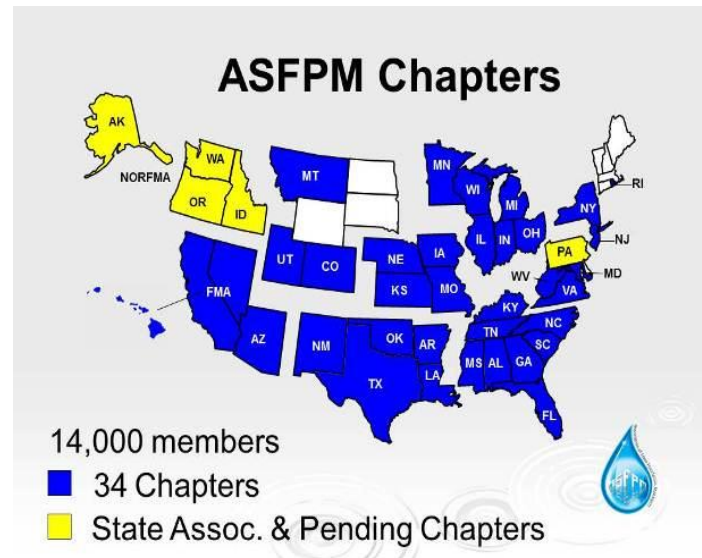 ASFPM Chapters
AK
NORFMA
WA
OR
ID
MT
MN
WI
MI
NY
RI
NJ
PA
MD
WV
VA
OH
IN
IL
IA
NE
UT
CO
KS
MO
KY
FMA
AZ
NM
OK
AR
TN
NC
SC
TX
LA
MS
AL
GA
FL
14,000 members
34 Chapters
State Assoc. & Pending Chapters
ASFPM